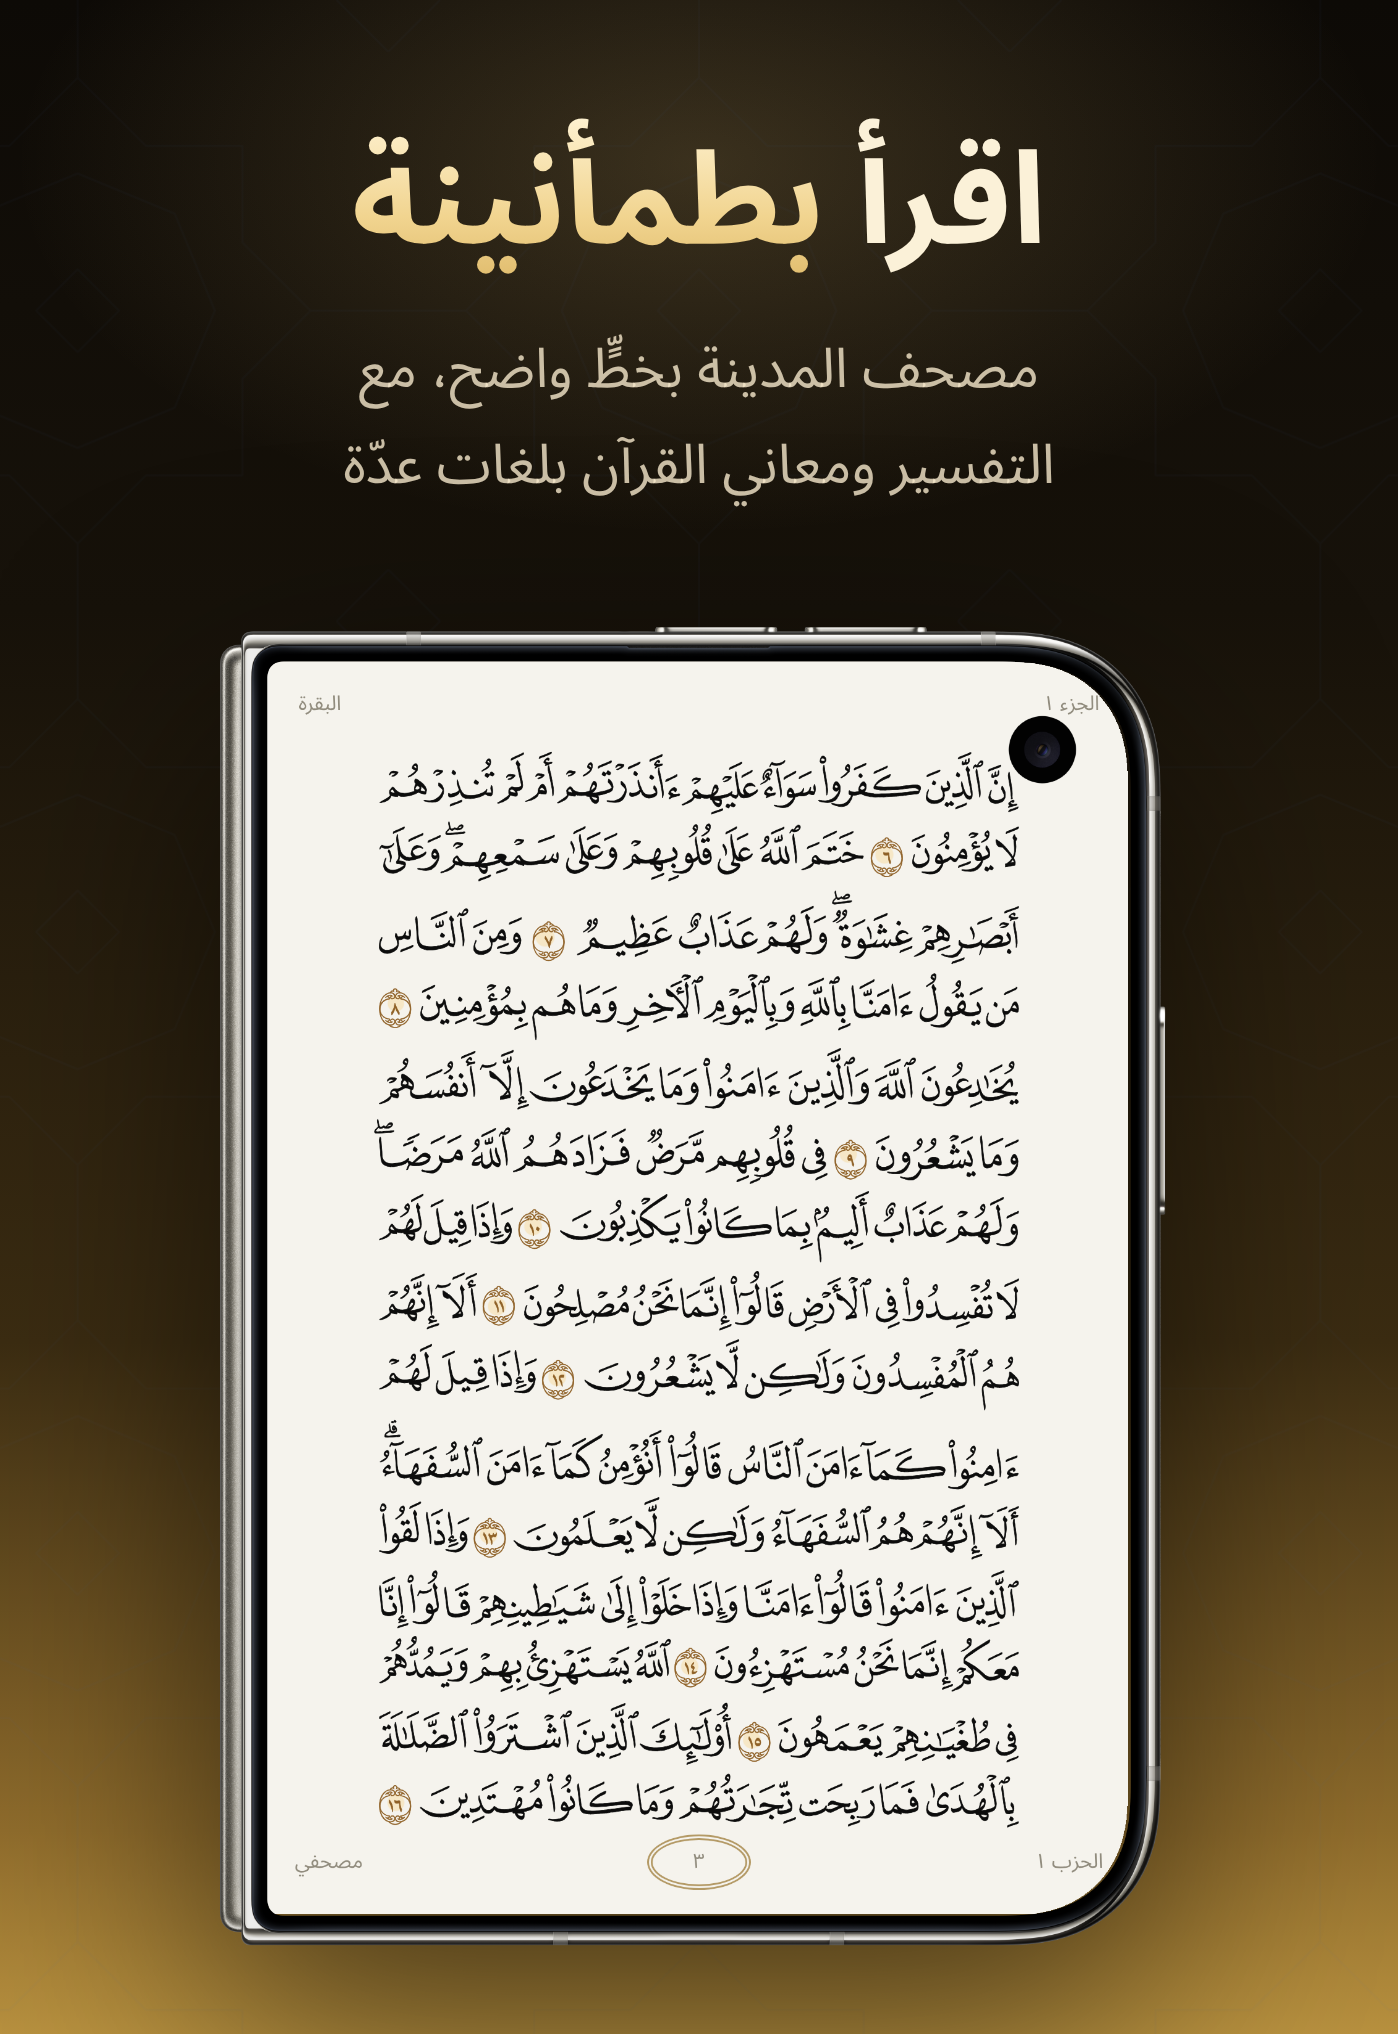 اقرأ بطمأنينة
مصحف المدينة بخطٍّ واضح، مع
التفسير ومعاني القرآن بلغات عدّة
الجزء ١
البقرة
إِنَّ ٱلَّذِينَ كَفَرُواْ سَوَآءٌ عَلَيْهِمْ ءَأَنذَرْتَهُمْ أَمْ لَمْ تُنذِرْهُمْ
لَا يُؤْمِنُونَ ٦ خَتَمَ ٱللَّهُ عَلَىٰ قُلُوبِهِمْ وَعَلَىٰ سَمْعِهِمْۖ وَعَلَىٰٓ
أَبْصَٰرِهِمْ غِشَٰوَةٌۖ وَلَهُمْ عَذَابٌ عَظِيمٌ ٧ وَمِنَ ٱلنَّاسِ
مَن يَقُولُ ءَامَنَّا بِٱللَّهِ وَبِٱلْيَوْمِ ٱلْأٓخِرِ وَمَا هُم بِمُؤْمِنِينَ ٨
يُخَٰدِعُونَ ٱللَّهَ وَٱلَّذِينَ ءَامَنُواْ وَمَا يَخْدَعُونَ إِلَّآ أَنفُسَهُمْ
وَمَا يَشْعُرُونَ ٩ فِى قُلُوبِهِم مَّرَضٌ فَزَادَهُمُ ٱللَّهُ مَرَضًاۖ
وَلَهُمْ عَذَابٌ أَلِيمُۢ بِمَا كَانُواْ يَكْذِبُونَ ١٠ وَإِذَا قِيلَ لَهُمْ
لَا تُفْسِدُواْ فِى ٱلْأَرْضِ قَالُوٓاْ إِنَّمَا نَحْنُ مُصْلِحُونَ ١١ أَلَآ إِنَّهُمْ
هُمُ ٱلْمُفْسِدُونَ وَلَٰكِن لَّا يَشْعُرُونَ ١٢ وَإِذَا قِيلَ لَهُمْ
ءَامِنُواْ كَمَآ ءَامَنَ ٱلنَّاسُ قَالُوٓاْ أَنُؤْمِنُ كَمَآ ءَامَنَ ٱلسُّفَهَآءُۗ
أَلَآ إِنَّهُمْ هُمُ ٱلسُّفَهَآءُ وَلَٰكِن لَّا يَعْلَمُونَ ١٣ وَإِذَا لَقُواْ
ٱلَّذِينَ ءَامَنُواْ قَالُوٓاْ ءَامَنَّا وَإِذَا خَلَوْاْ إِلَىٰ شَيَٰطِينِهِمْ قَالُوٓاْ إِنَّا
مَعَكُمْ إِنَّمَا نَحْنُ مُسْتَهْزِءُونَ ١٤ ٱللَّهُ يَسْتَهْزِئُ بِهِمْ وَيَمُدُّهُمْ
فِى طُغْيَٰنِهِمْ يَعْمَهُونَ ١٥ أُوْلَٰٓئِكَ ٱلَّذِينَ ٱشْتَرَوُاْ ٱلضَّلَٰلَةَ
بِٱلْهُدَىٰ فَمَا رَبِحَت تِّجَٰرَتُهُمْ وَمَا كَانُواْ مُهْتَدِينَ ١٦
الحزب ١
٣
مصحفي